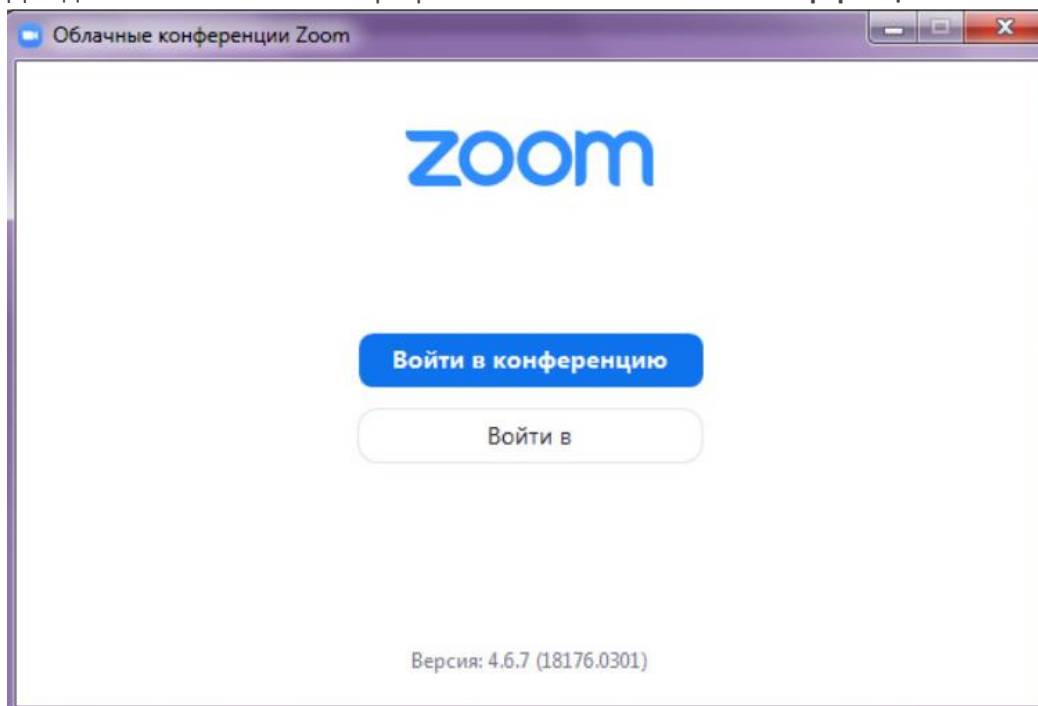 Облачные конференции Zoom
zoom
Войти в конференцию
Войти в
Версия: 4.6.7 (18176.0301)